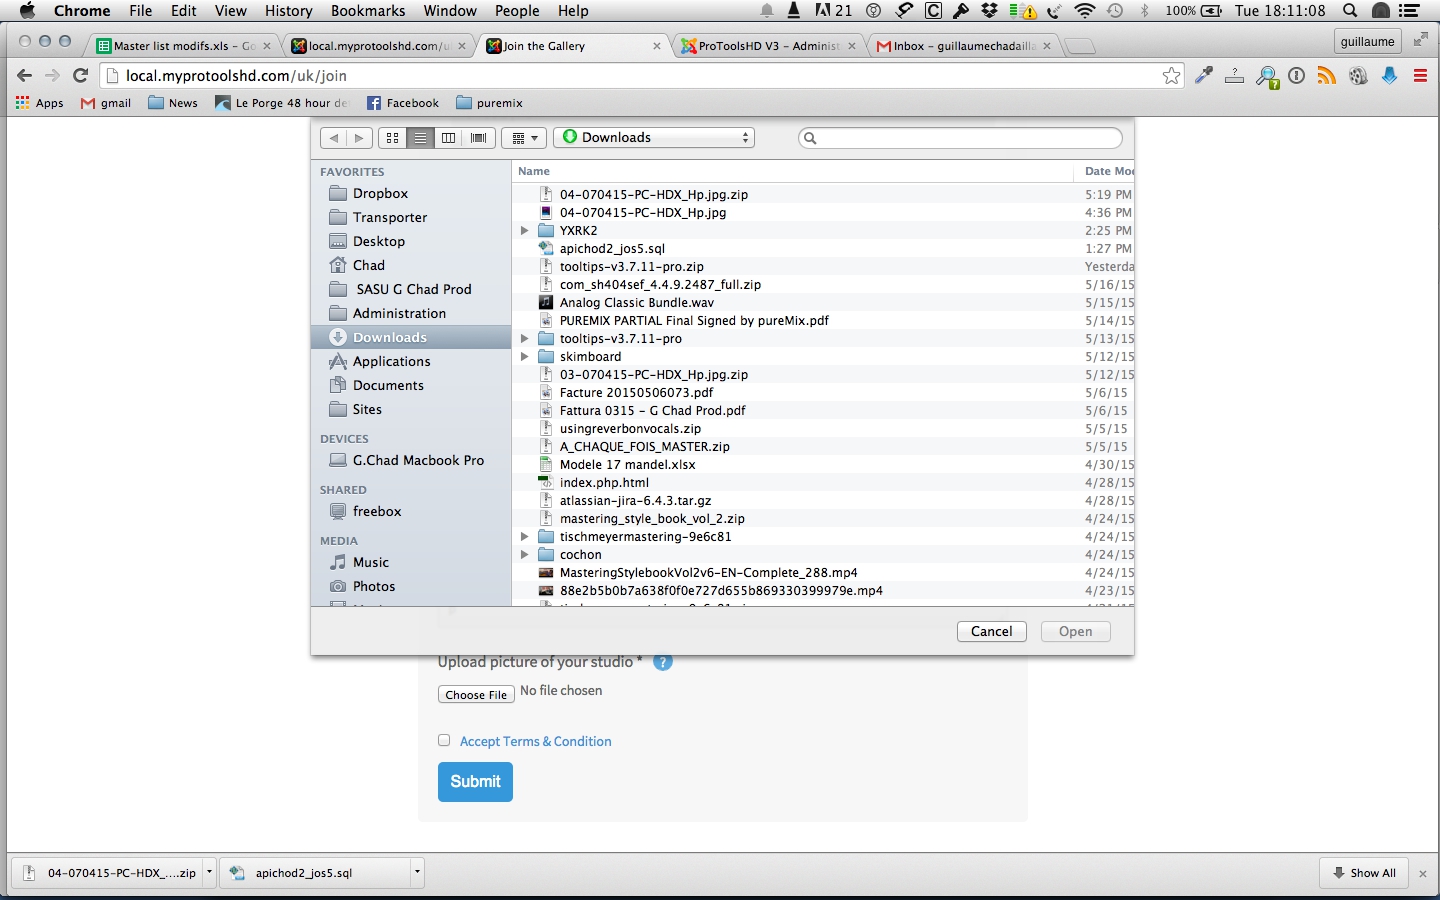 Chrome File Edit View History Bookmarks Window People Help 21 100% Tue 18:11:08
Master list modifs.xls – Go local.myprotoolshd.com/u Join the Gallery ProToolsHD V3 – Administ Inbox – guillaumechadaill guillaume
local.myprotoolshd.com/uk/join
Apps gmail News Le Porge 48 hour de Facebook puremix
Downloads
FAVORITES
Dropbox
Transporter
Desktop
Chad
SASU G Chad Prod
Administration
Downloads
Applications
Documents
Sites
DEVICES
G.Chad Macbook Pro
SHARED
freebox
MEDIA
Music
Photos
Name Date Mod
04-070415-PC-HDX_Hp.jpg.zip 5:19 PM
04-070415-PC-HDX_Hp.jpg 4:36 PM
YXRK2 2:25 PM
apichod2_jos5.sql 1:27 PM
tooltips-v3.7.11-pro.zip Yesterda
com_sh404sef_4.4.9.2487_full.zip 5/16/15
Analog Classic Bundle.wav 5/15/15
PUREMIX PARTIAL Final Signed by pureMix.pdf 5/14/15
tooltips-v3.7.11-pro 5/13/15
skimboard 5/12/15
03-070415-PC-HDX_Hp.jpg.zip 5/12/15
Facture 20150506073.pdf 5/6/15
Fattura 0315 – G Chad Prod.pdf 5/6/15
usingreverbonvocals.zip 5/5/15
A_CHAQUE_FOIS_MASTER.zip 5/5/15
Modele 17 mandel.xlsx 4/30/15
index.php.html 4/28/15
atlassian-jira-6.4.3.tar.gz 4/28/15
mastering_style_book_vol_2.zip 4/24/15
tischmeyermastering-9e6c81 4/24/15
cochon 4/24/15
MasteringStylebookVol2v6-EN-Complete_288.mp4 4/24/15
88e2b5b0b7a638f0f0e727d655b869330399979e.mp4 4/23/15
Cancel Open
Upload picture of your studio * ?
Choose File No file chosen
Accept Terms & Condition
Submit
04-070415-PC-HDX_....zip apichod2_jos5.sql Show All